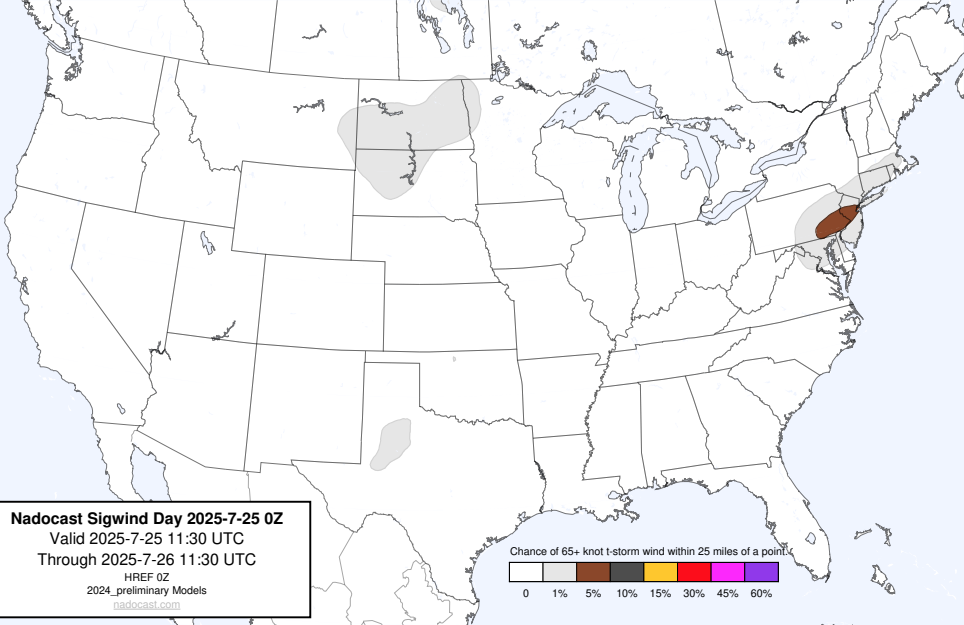 Nadocast Sigwind Day 2025-7-25 0Z
Valid 2025-7-25 11:30 UTC
Through 2025-7-26 11:30 UTC
HREF 0Z
2024_preliminary Models
nadocast.com
Chance of 65+ knot t-storm wind within 25 miles of a point.
0 1% 5% 10% 15% 30% 45% 60%